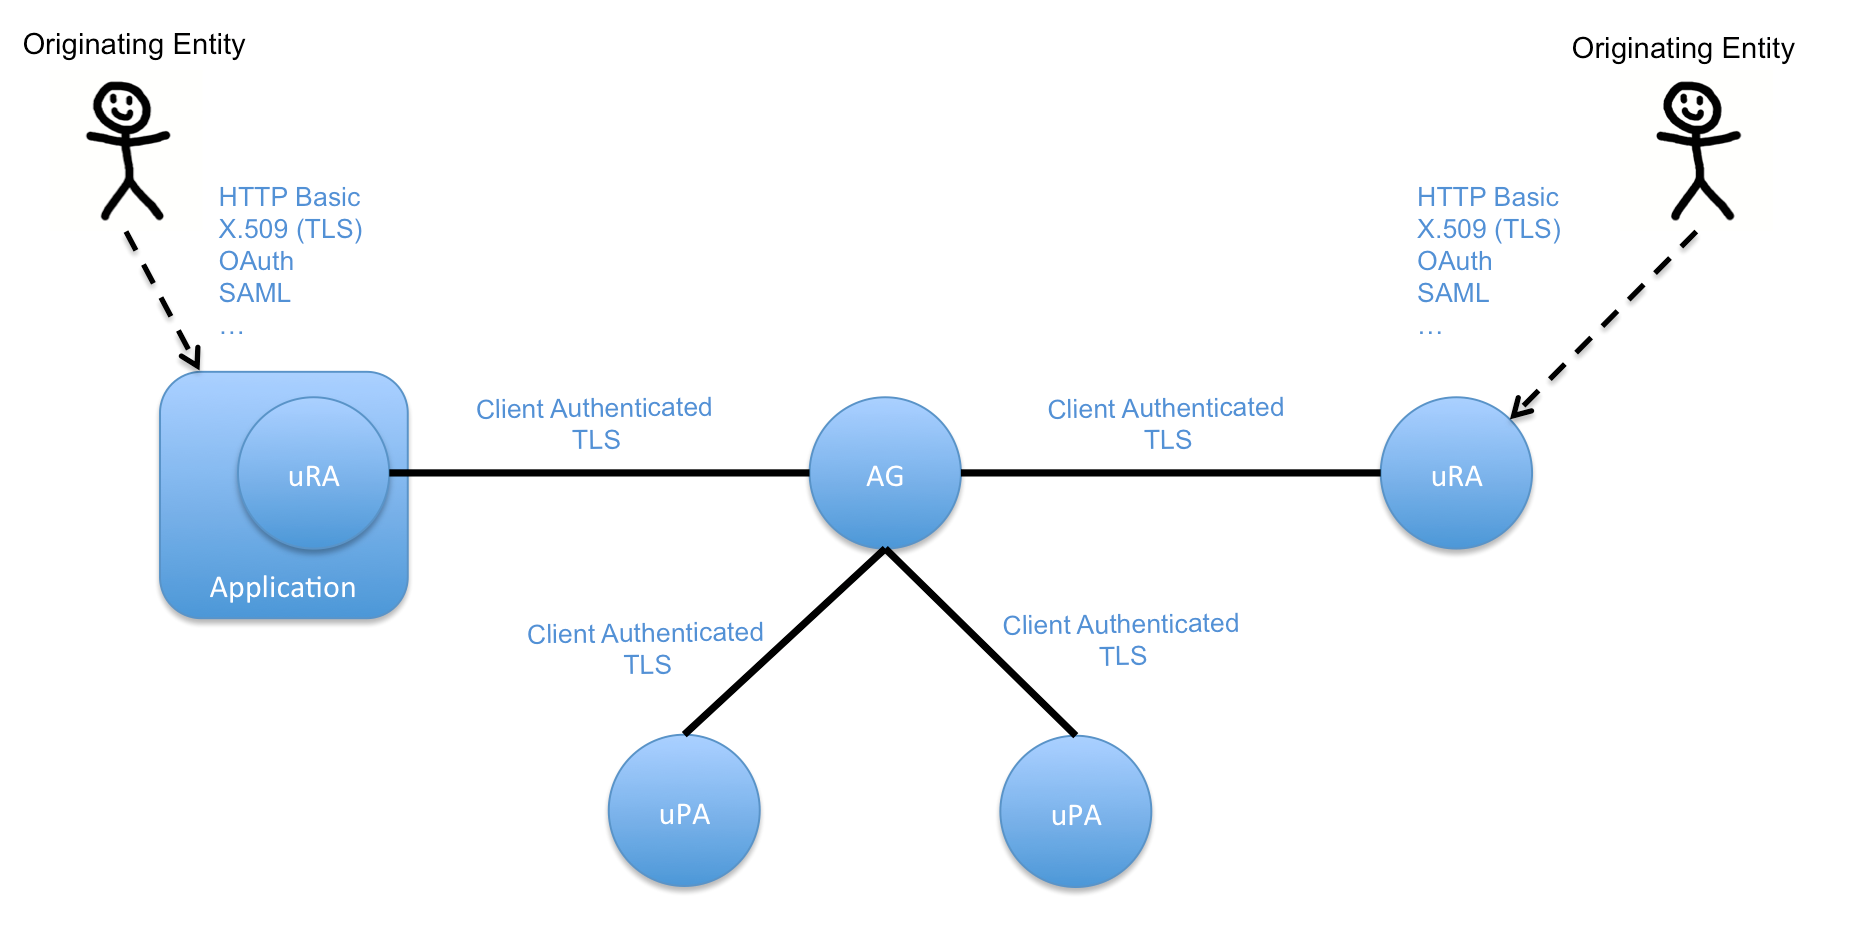 Originating Entity
Originating Entity
HTTP Basic
X.509 (TLS)
OAuth
SAML
...
HTTP Basic
X.509 (TLS)
OAuth
SAML
...
Client Authenticated
TLS
Client Authenticated
TLS
uRA
AG
uRA
Application
Client Authenticated
TLS
Client Authenticated
TLS
uPA
uPA